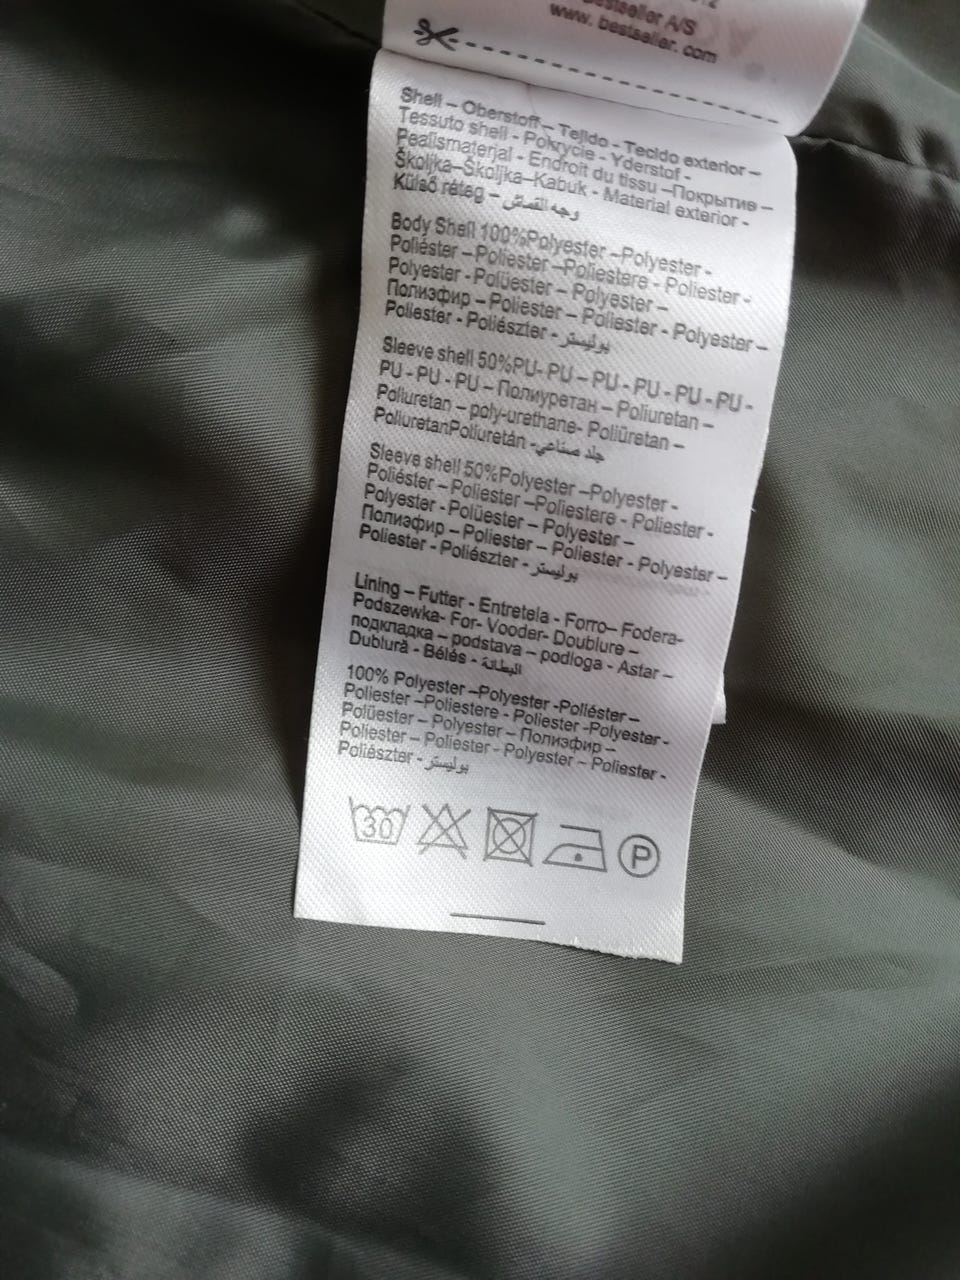 Bestseller A/S
www. bestseller. com
Shell – Oberstoff – Tejido - Tecido exterior –
Tessuto shell - Pokrycie - Yderstof -
Pealismaterjal - Endroit du tissu –Покрытие –
Školjka–Školjka–Kabuk - Material exterior -
Külső réteg – وجه القماش
Body Shell 100%Polyester –Polyester -
Poliéster – Poliester –Poliestere - Poliester -
Polyester - Polüester – Polyester –
Полиэфир – Poliester – Poliester - Polyester –
Poliester - Poliészter - بوليستر
Sleeve shell 50%PU- PU – PU - PU - PU - PU -
PU - PU - PU – Полиуретан – Poliuretan –
Poliuretan – poly-urethane- Poliüretan –
PoliuretanPoliuretán -جلد صناعي
Sleeve shell 50%Polyester –Polyester -
Poliéster – Poliester –Poliestere - Poliester -
Polyester - Polüester – Polyester –
Полиэфир – Poliester – Poliester - Polyester –
Poliester - Poliészter - بوليستر
Lining – Futter - Entretela - Forro– Fodera-
Podszewka- For- Vooder- Doublure –
подкладка – podstava – podloga - Astar –
Dublură - Bélés - البطانة
100% Polyester –Polyester -Poliéster –
Poliester –Poliestere - Poliester -Polyester -
Polüester – Polyester – Полиэфир –
Poliester – Poliester - Polyester – Poliester -
Poliészter - بوليستر
30 P